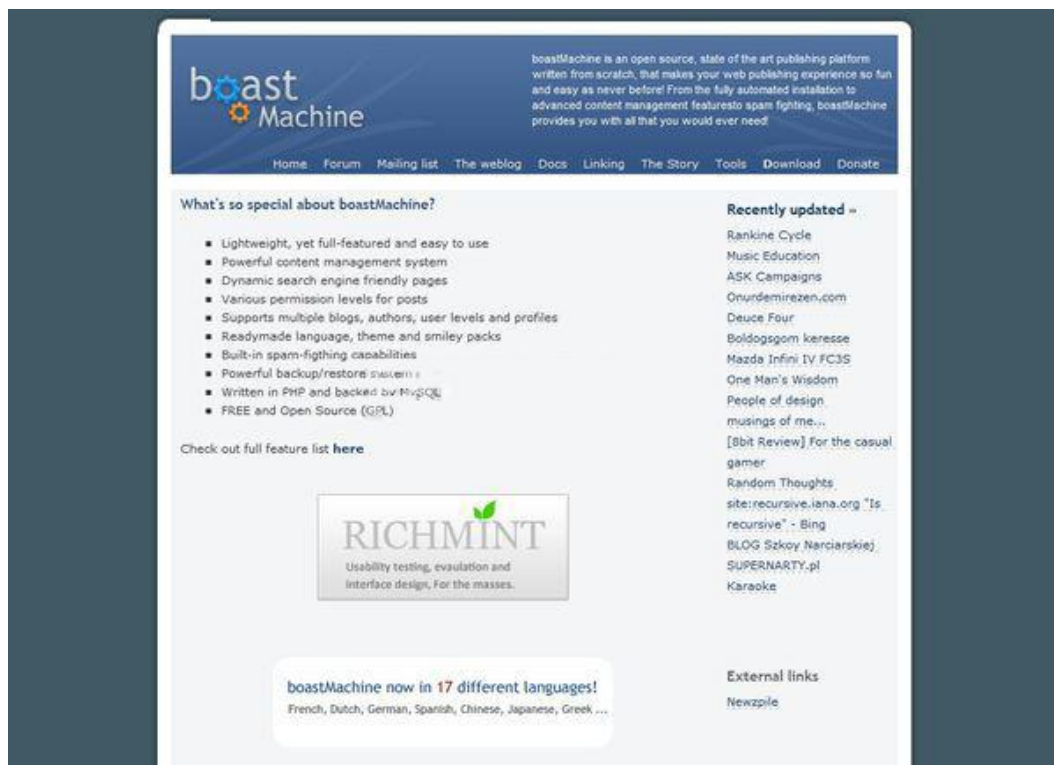 boast
Machine
boastMachine is an open source, state of the art publishing platform
written from scratch, that makes your web publishing experience so fun
and easy as never before! From the fully automated installation to
advanced content management featuresto spam fighting, boastMachine
provides you with all that you would ever need!
Home Forum Mailing list The weblog Docs Linking The Story Tools Download Donate
What's so special about boastMachine?
Lightweight, yet full-featured and easy to use
Powerful content management system
Dynamic search engine friendly pages
Various permission levels for posts
Supports multiple blogs, authors, user levels and profiles
Readymade language, theme and smiley packs
Built-in spam-figthing capabilities
Powerful backup/restore system
Written in PHP and backed by MySQL
FREE and Open Source (GPL)
Check out full feature list here
RICHMINT
Usability testing, evaulation and
interface design, For the masses.
boastMachine now in 17 different languages!
French, Dutch, German, Spanish, Chinese, Japanese, Greek ...
Recently updated »
Rankine Cycle
Music Education
ASK Campaigns
Onurdemirezen.com
Deuce Four
Boldogsgom keresse
Mazda Infini IV FC3S
One Man's Wisdom
People of design
musings of me...
[8bit Review] For the casual
gamer
Random Thoughts
site:recursive.iana.org "Is
recursive" - Bing
BLOG Szkoy Narciarskiej
SUPERNARTY.pl
Karaoke
External links
Newzpile